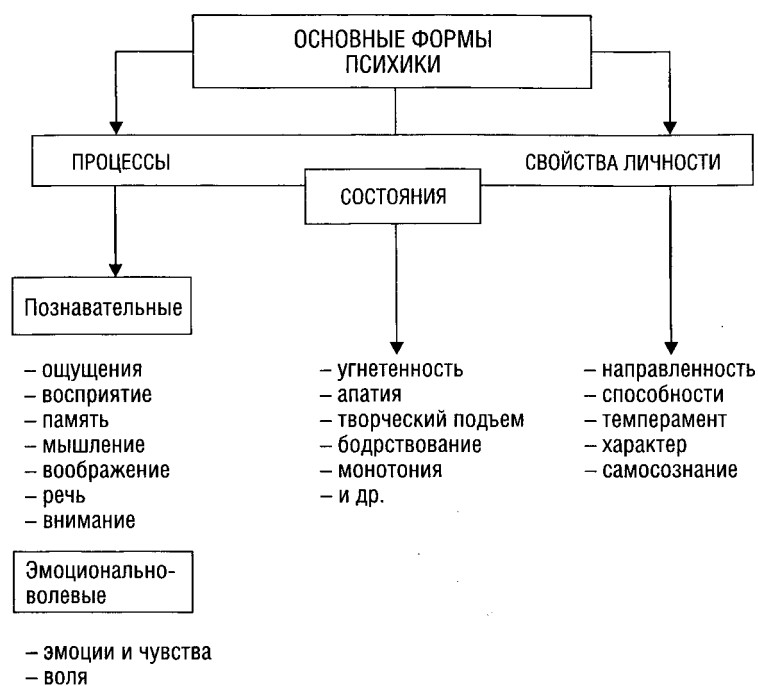 ОСНОВНЫЕ ФОРМЫ
ПСИХИКИ
ПРОЦЕССЫ
СВОЙСТВА ЛИЧНОСТИ
СОСТОЯНИЯ
Познавательные
– ощущения
– восприятие
– память
– мышление
– воображение
– речь
– внимание
Эмоционально-
волевые
– эмоции и чувства
– воля
– угнетенность
– апатия
– творческий подъем
– бодрствование
– монотония
– и др.
– направленность
– способности
– темперамент
– характер
– самосознание